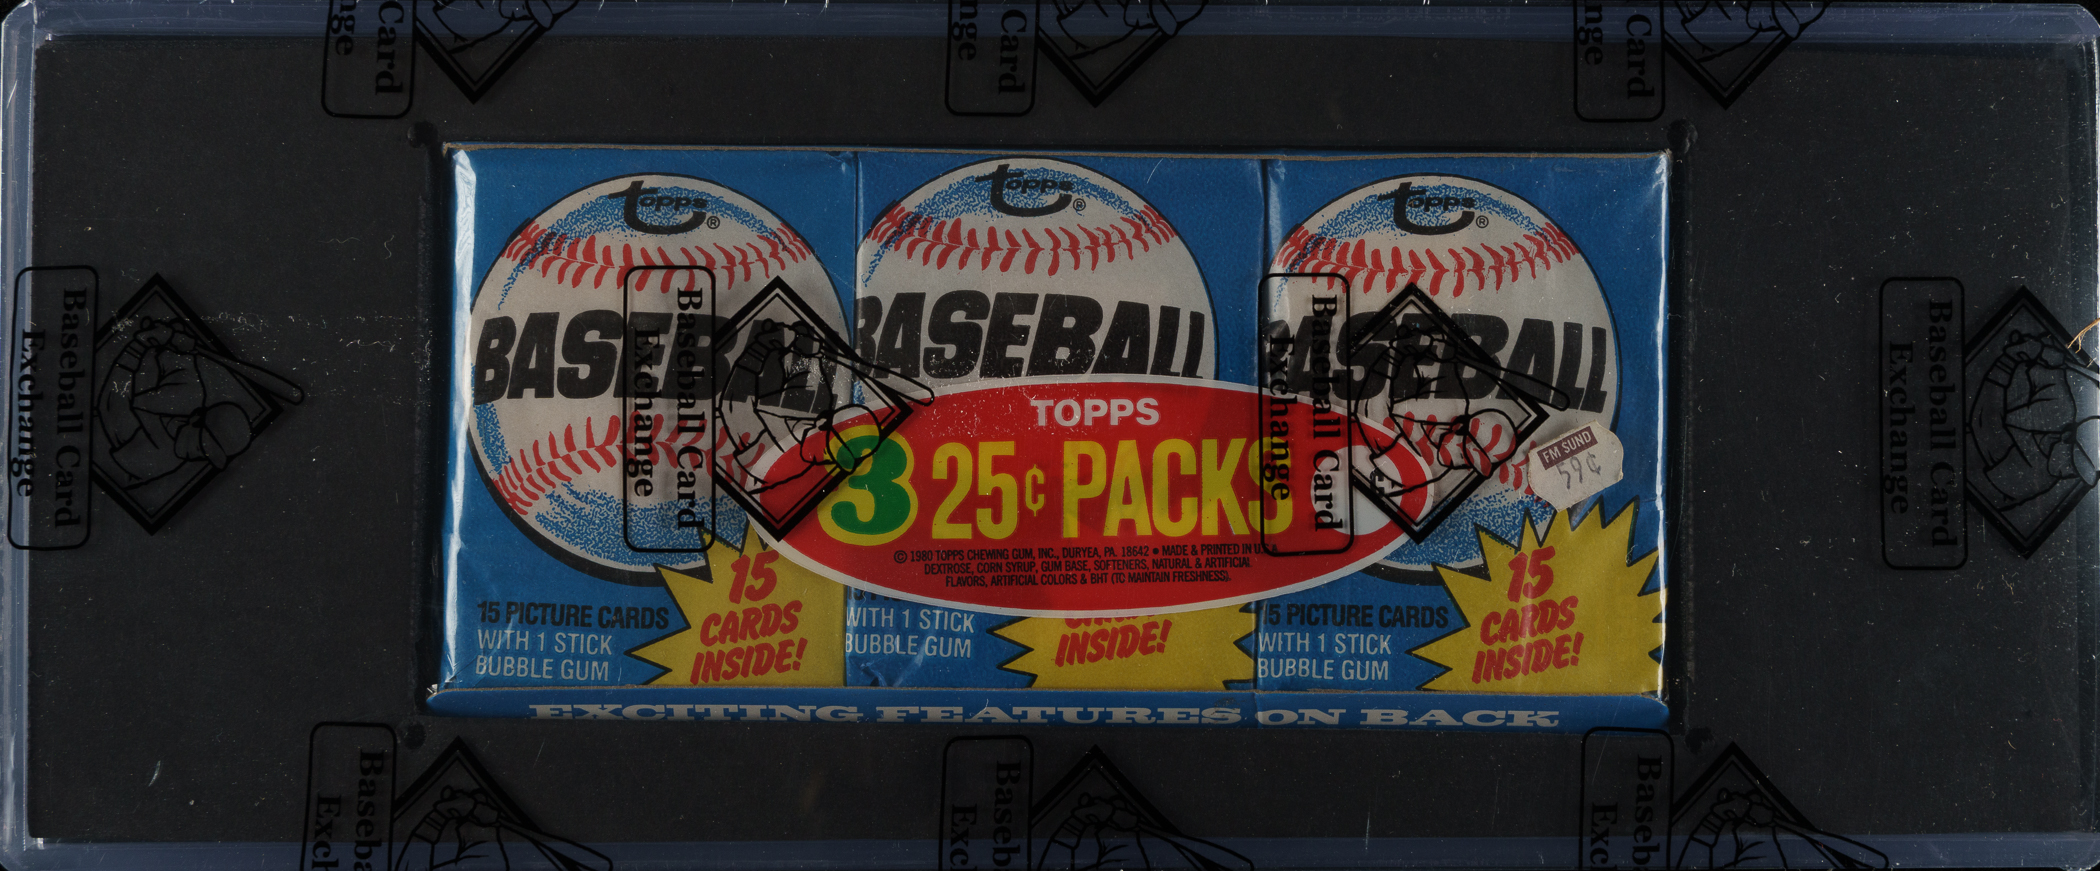 Baseball Card
Exchange
topps®
BASEBALL
15 PICTURE CARDS
WITH 1 STICK
BUBBLE GUM
15
CARDS
INSIDE!
topps®
BASEBALL
WITH 1 STICK
BUBBLE GUM
INSIDE!
topps®
BASEBALL
15 PICTURE CARDS
WITH 1 STICK
BUBBLE GUM
15
CARDS
INSIDE!
TOPPS
3 25¢ PACKS
© 1980 TOPPS CHEWING GUM, INC., DURYEA, PA. 18642 • MADE & PRINTED IN U.S.A.
DEXTROSE, CORN SYRUP, GUM BASE, SOFTENERS, NATURAL & ARTIFICIAL
FLAVORS, ARTIFICIAL COLORS & BHT (TO MAINTAIN FRESHNESS).
FM SUND
59¢
EXCITING FEATURES ON BACK
Baseball Card
Exchange
Baseball Card
Exchange
Baseball Card
Exchange